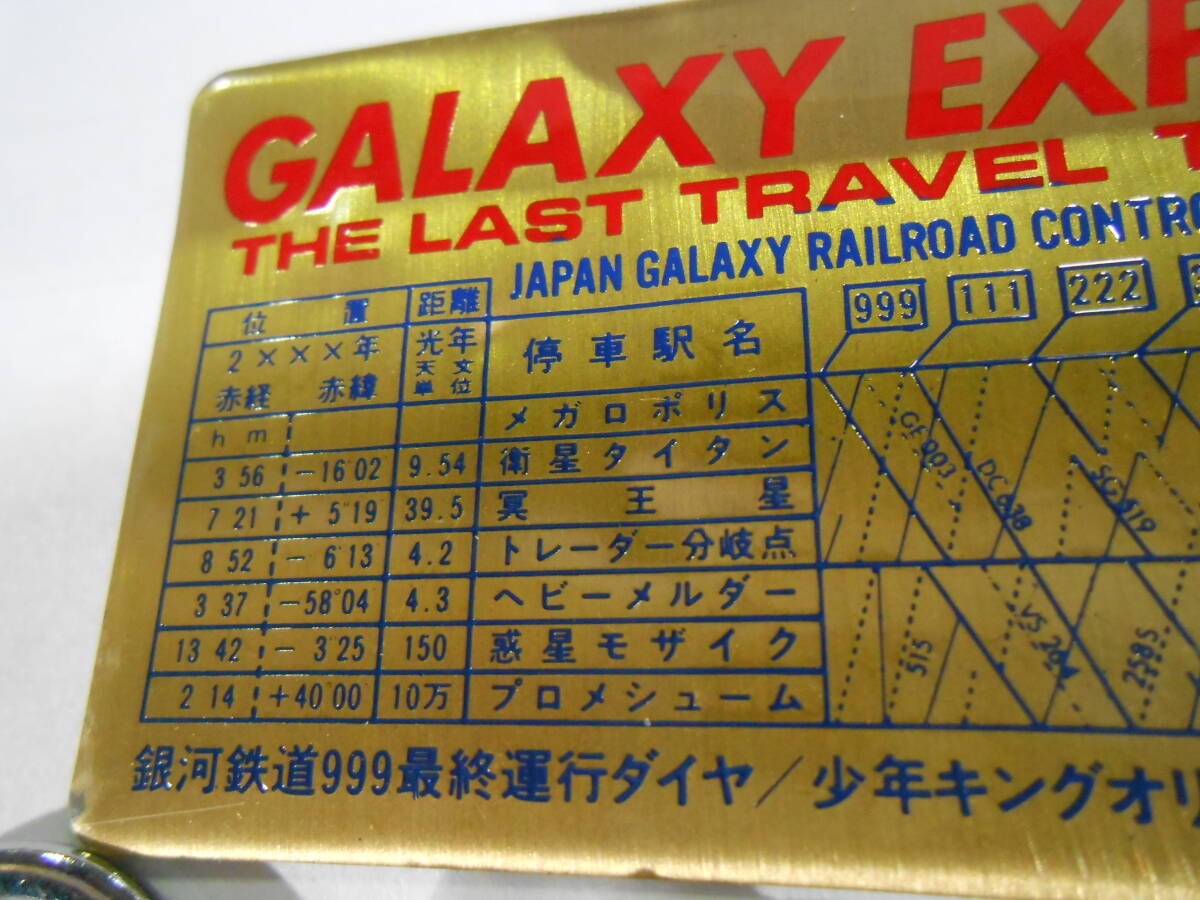 GALAXY EXP
THE LAST TRAVEL T
JAPAN GALAXY RAILROAD CONTRO
位置 距離 停車駅名 999 111 222
2×××年 光年
赤経 赤緯 天文単位
h m メガロポリス
3 56 -16°02 9.54 衛星タイタン
7 21 + 5°19 39.5 冥王星
8 52 - 6°13 4.2 トレーダー分岐点
3 37 -58°04 4.3 ヘビーメルダー
13 42 - 3°25 150 惑星モザイク
2 14 +40°00 10万 プロメシューム
DC 638
515
2585
銀河鉄道999最終運行ダイヤ/少年キングオリ